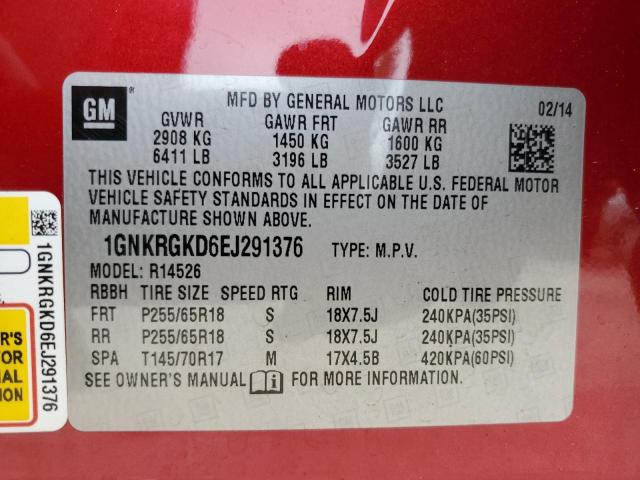 GM
®
MFD BY GENERAL MOTORS LLC
02/14
GVWR GAWR FRT GAWR RR
2908 KG 1450 KG 1600 KG
6411 LB 3196 LB 3527 LB
THIS VEHICLE CONFORMS TO ALL APPLICABLE U.S. FEDERAL MOTOR
VEHICLE SAFETY STANDARDS IN EFFECT ON THE DATE OF
MANUFACTURE SHOWN ABOVE.
1GNKRGKD6EJ291376 TYPE: M.P.V.
MODEL: R14526
RBBH TIRE SIZE SPEED RTG RIM COLD TIRE PRESSURE
FRT P255/65R18 S 18X7.5J 240KPA(35PSI)
RR P255/65R18 S 18X7.5J 240KPA(35PSI)
SPA T145/70R17 M 17X4.5B 420KPA(60PSI)
SEE OWNER'S MANUAL i FOR MORE INFORMATION.
1GNKRGKD6EJ291376